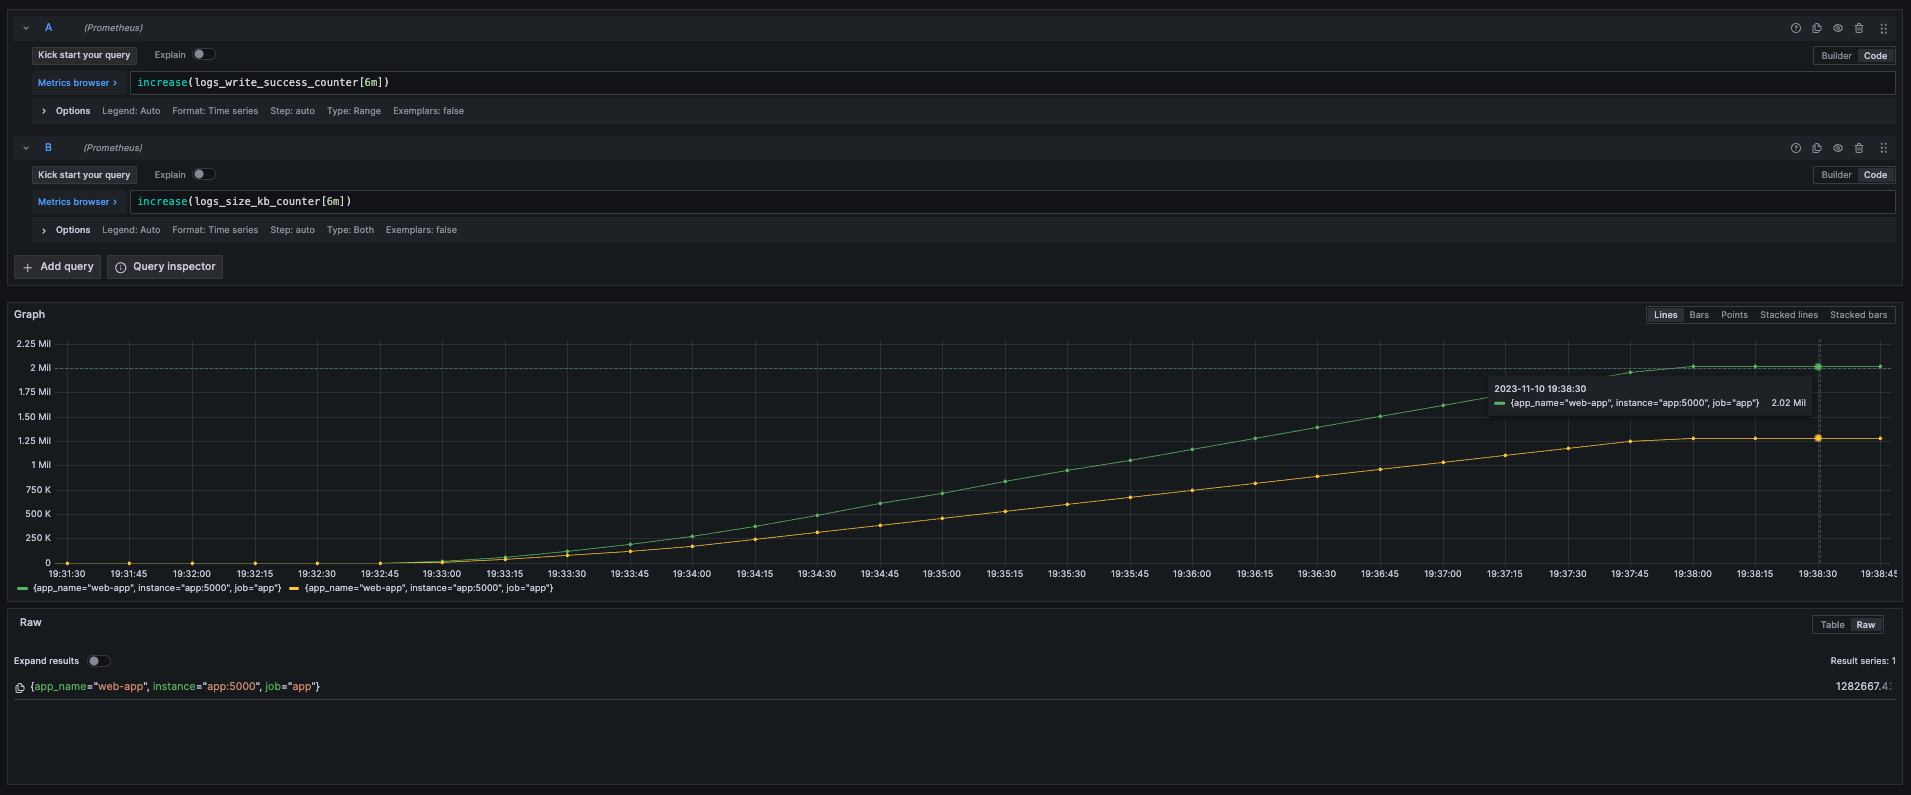 A (Prometheus)
Kick start your query Explain Builder Code
Metrics browser > increase(logs_write_success_counter[6m])
> Options Legend: Auto Format: Time series Step: auto Type: Range Exemplars: false
B (Prometheus)
Kick start your query Explain Builder Code
Metrics browser > increase(logs_size_kb_counter[6m])
> Options Legend: Auto Format: Time series Step: auto Type: Both Exemplars: false
+ Add query Query inspector
Graph Lines Bars Points Stacked lines Stacked bars
2.25 Mil
2 Mil
1.75 Mil
1.50 Mil
1.25 Mil
1 Mil
750 K
500 K
250 K
0
2023-11-10 19:38:30
{app_name="web-app", instance="app:5000", job="app"} 2.02 Mil
19:31:30 19:31:45 19:32:00 19:32:15 19:32:30 19:32:45 19:33:00 19:33:15 19:33:30 19:33:45 19:34:00 19:34:15 19:34:30 19:34:45 19:35:00 19:35:15 19:35:30 19:35:45 19:36:00 19:36:15 19:36:30 19:36:45 19:37:00 19:37:15 19:37:30 19:37:45 19:38:00 19:38:15 19:38:30 19:38:45
{app_name="web-app", instance="app:5000", job="app"} {app_name="web-app", instance="app:5000", job="app"}
Raw Table Raw
Expand results Result series: 1
{app_name="web-app", instance="app:5000", job="app"} 1282667.43